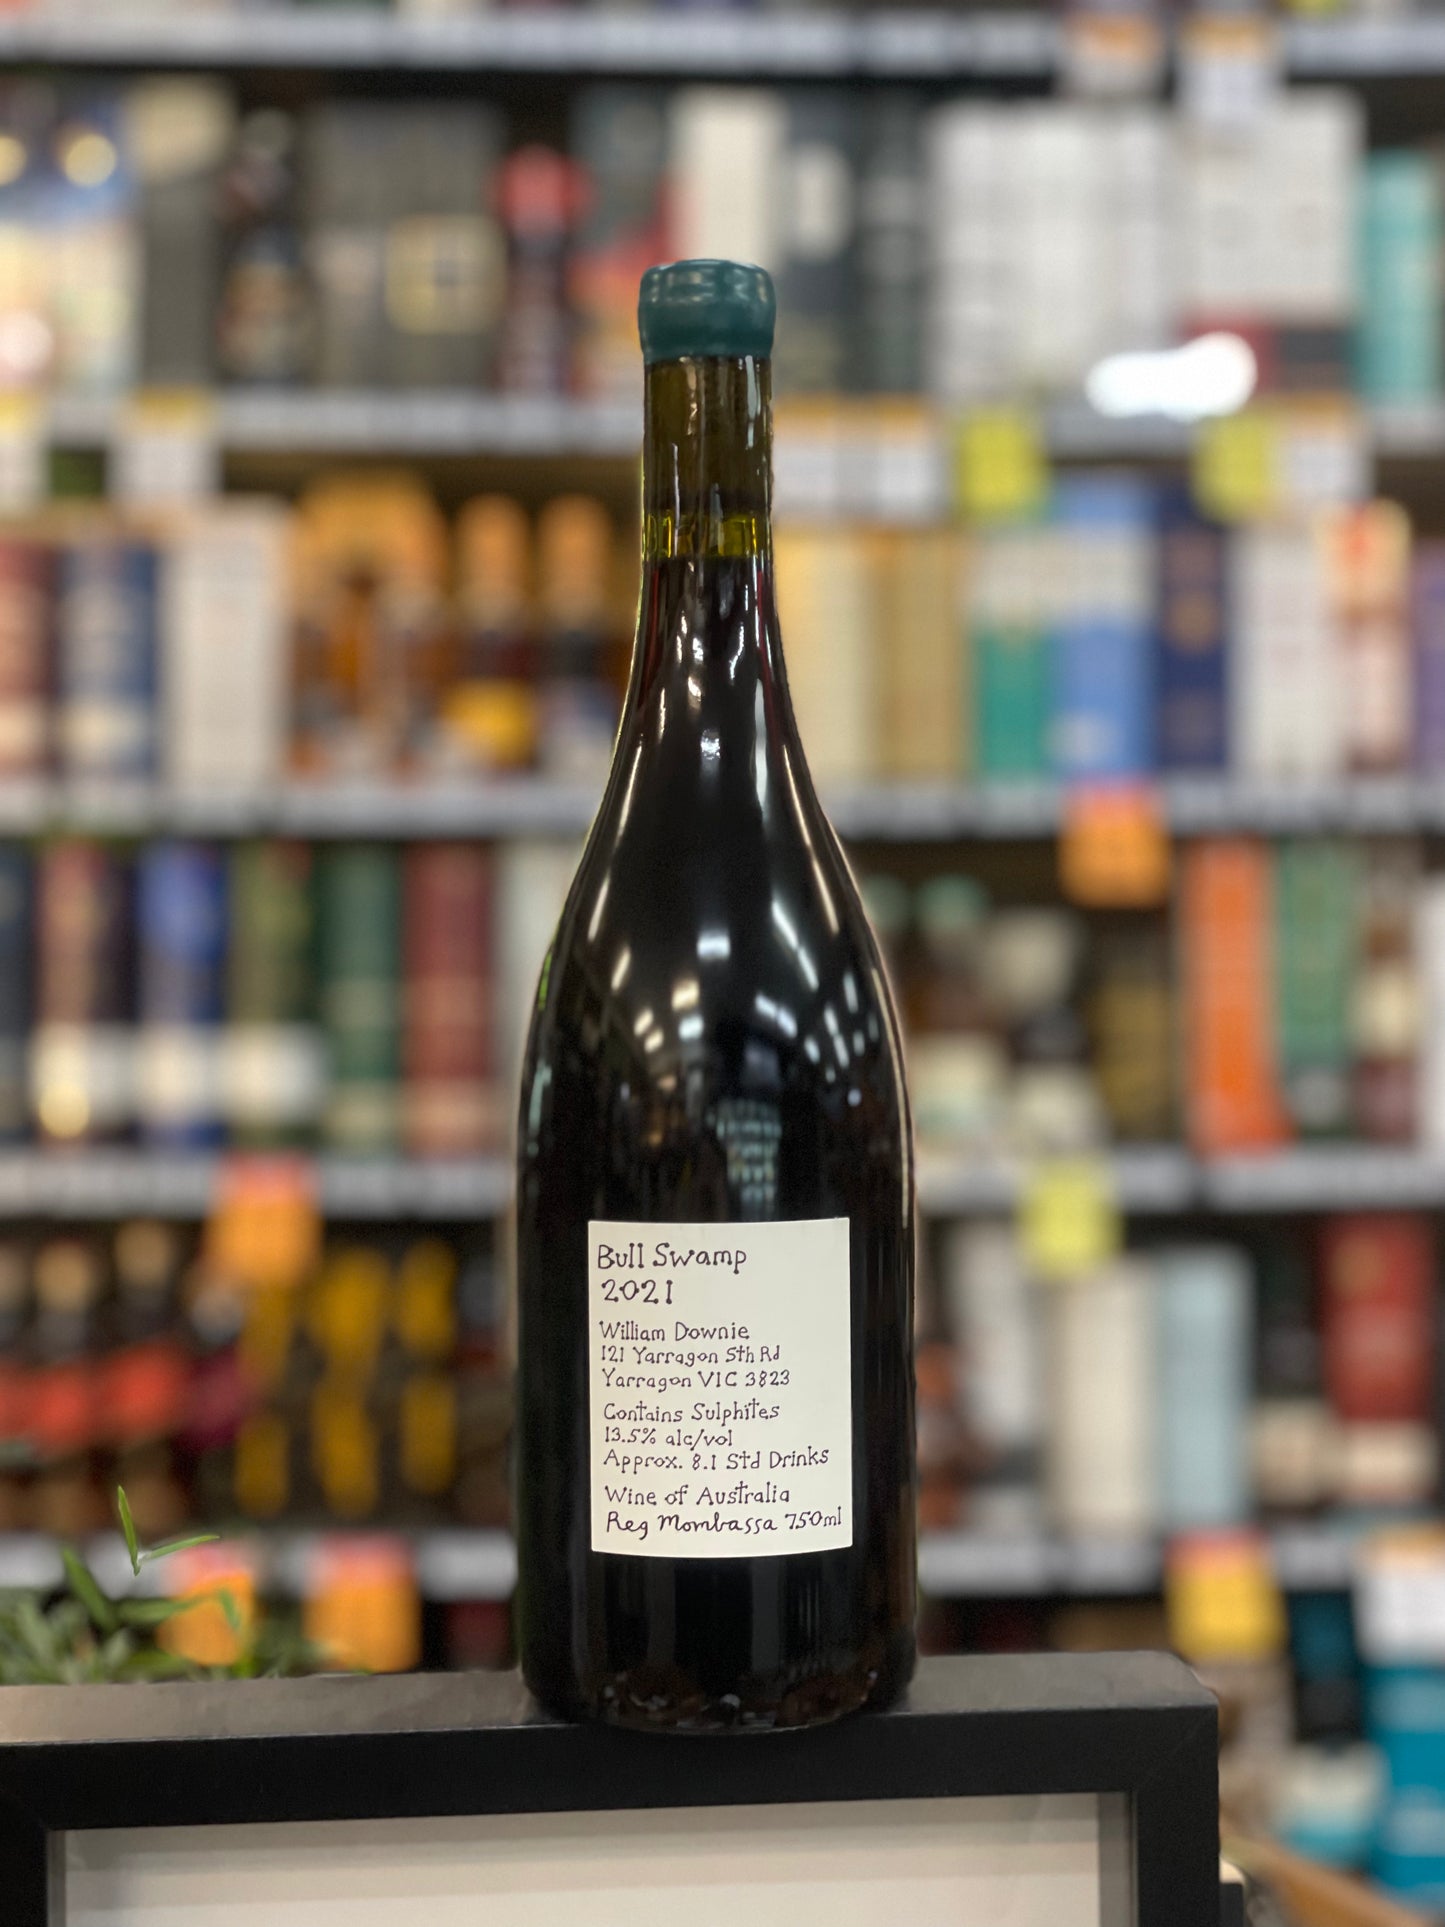 Bull Swamp
2021
William Downie
121 Yarragon Sth Rd
Yarragon VIC 3823
Contains Sulphites
13.5% alc/vol
Approx. 8.1 Std Drinks
Wine of Australia
Reg Mombassa 750ml